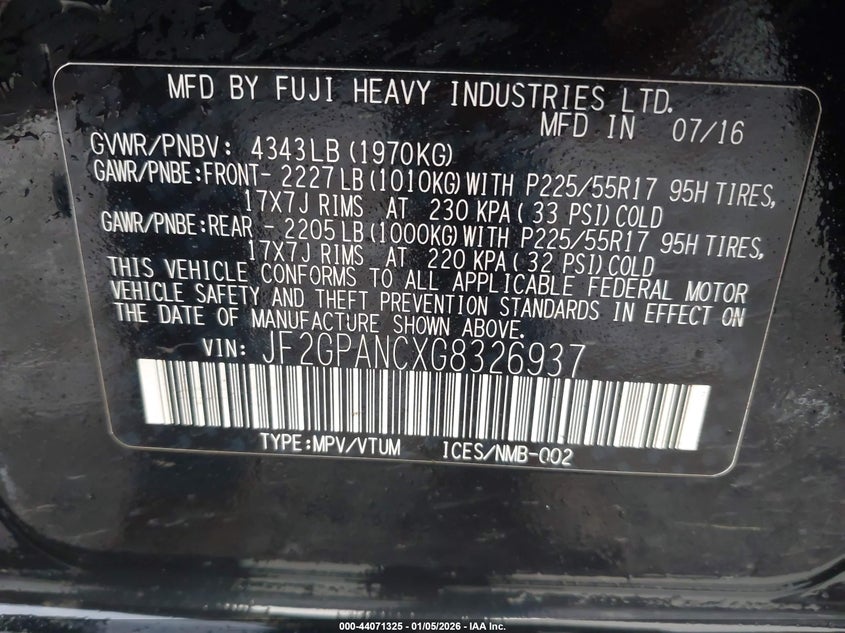 MFD BY FUJI HEAVY INDUSTRIES LTD.
MFD IN 07/16
GVWR/PNBV: 4343LB (1970KG)
GAWR/PNBE:FRONT- 2227LB (1010KG) WITH P225/55R17 95H TIRES,
17X7J RIMS AT 230 KPA( 33 PSI) COLD
GAWR/PNBE:REAR - 2205LB (1000KG) WITH P225/55R17 95H TIRES,
17X7J RIMS AT 220 KPA( 32 PSI) COLD
THIS VEHICLE CONFORMS TO ALL APPLICABLE FEDERAL MOTOR
VEHICLE SAFETY AND THEFT PREVENTION STANDARDS IN EFFECT ON
THE DATE OF MANUFACTURE SHOWN ABOVE.
VIN: JF2GPANCXG8326937
TYPE:MPV/VTUM ICES/NMB-002
000-44071325 - 01/05/2026 - IAA Inc.